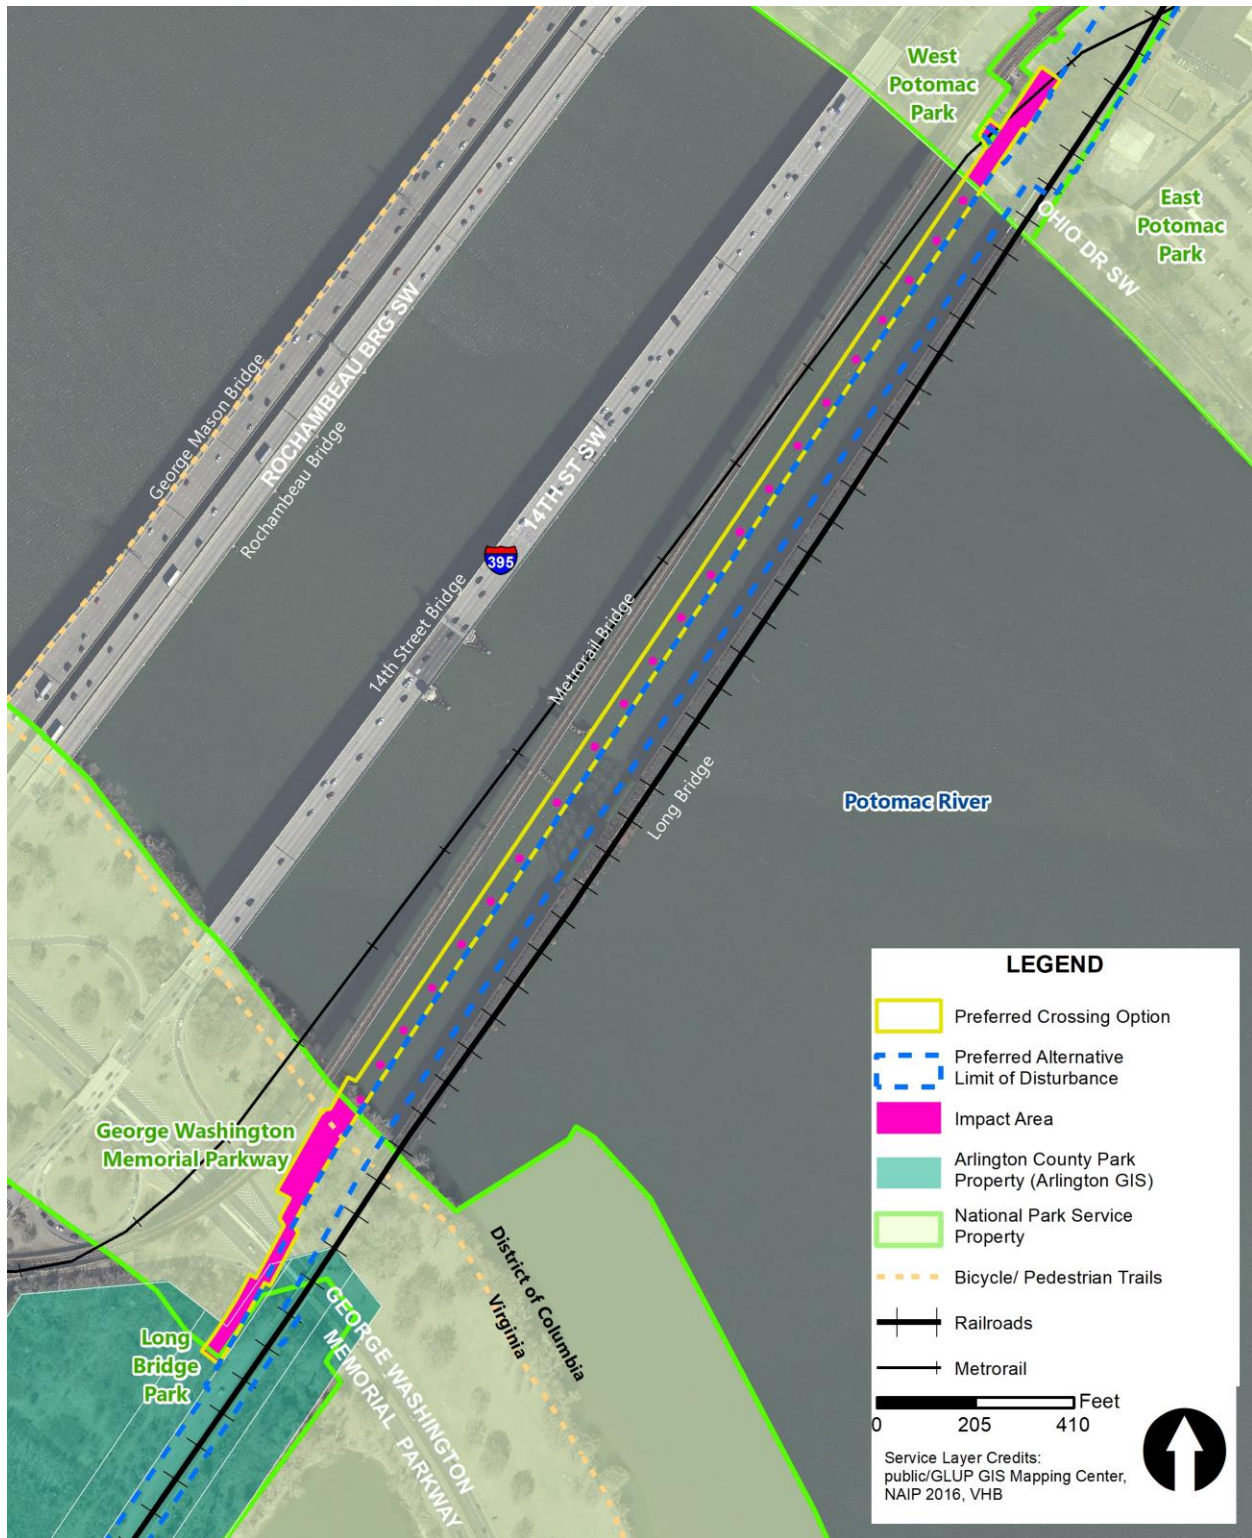 West
Potomac
Park
East
Potomac
Park
OHIO DR SW
George Mason Bridge
ROCHAMBEAU BRG SW
Rochambeau Bridge
14TH ST SW
395
14th Street Bridge
Metrorail Bridge
Long Bridge
Potomac River
George Washington
Memorial Parkway
Long
Bridge
Park
District of Columbia
Virginia
GEORGE WASHINGTON
MEMORIAL PARKWAY
LEGEND
Preferred Crossing Option
Preferred Alternative
Limit of Disturbance
Impact Area
Arlington County Park
Property (Arlington GIS)
National Park Service
Property
Bicycle/ Pedestrian Trails
Railroads
Metrorail
Feet
0 205 410
Service Layer Credits:
public/GLUP GIS Mapping Center,
NAIP 2016, VHB